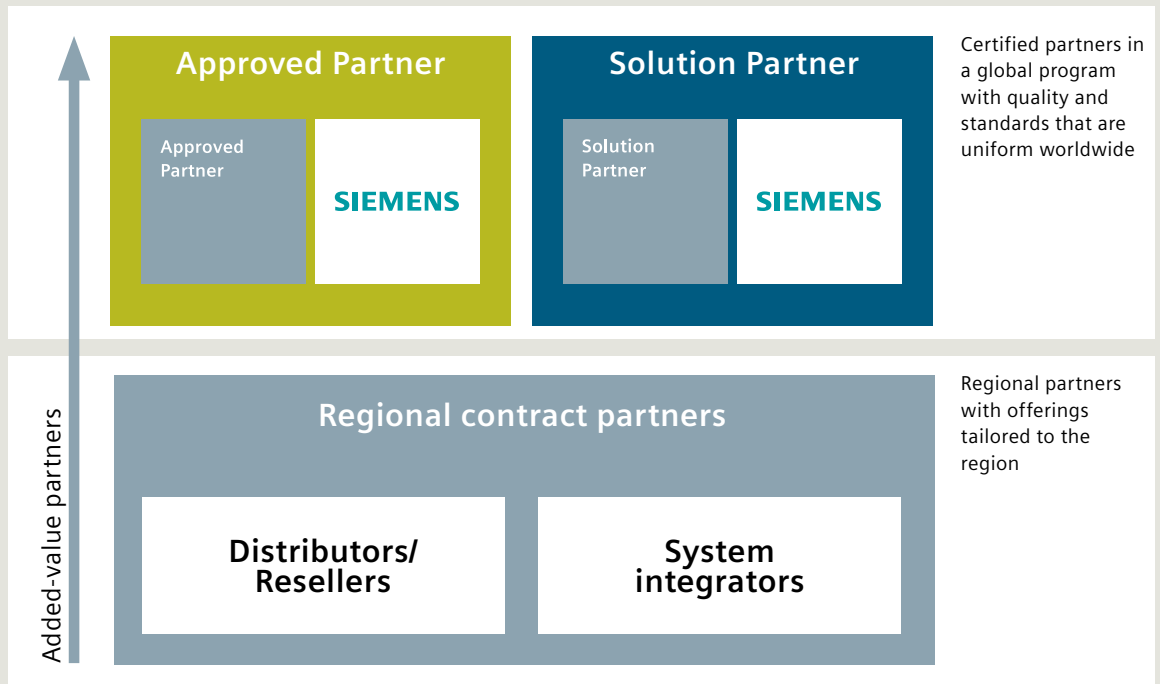 Approved Partner
Approved
Partner
SIEMENS
Solution Partner
Solution
Partner
SIEMENS
Certified partners in
a global program
with quality and
standards that are
uniform worldwide
Added-value partners
Regional contract partners
Distributors/
Resellers
System
integrators
Regional partners
with offerings
tailored to the
region